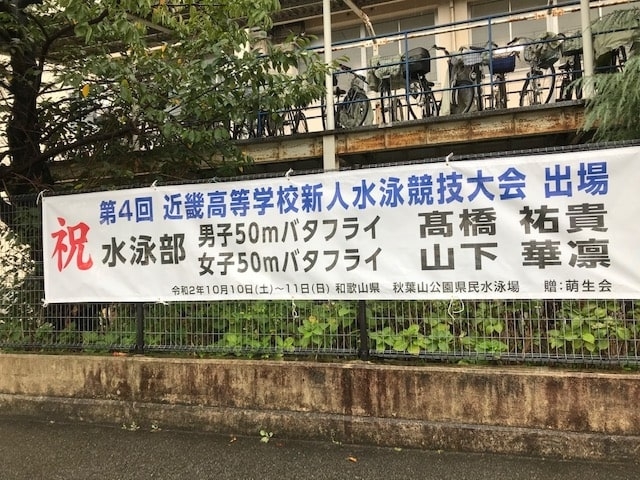 祝
第4回 近畿高等学校新人水泳競技大会 出場
水泳部
男子50mバタフライ 髙橋 祐貴
女子50mバタフライ 山下 華凛
令和2年10月10日(土)～11日(日) 和歌山県 秋葉山公園県民水泳場 贈：萌生会